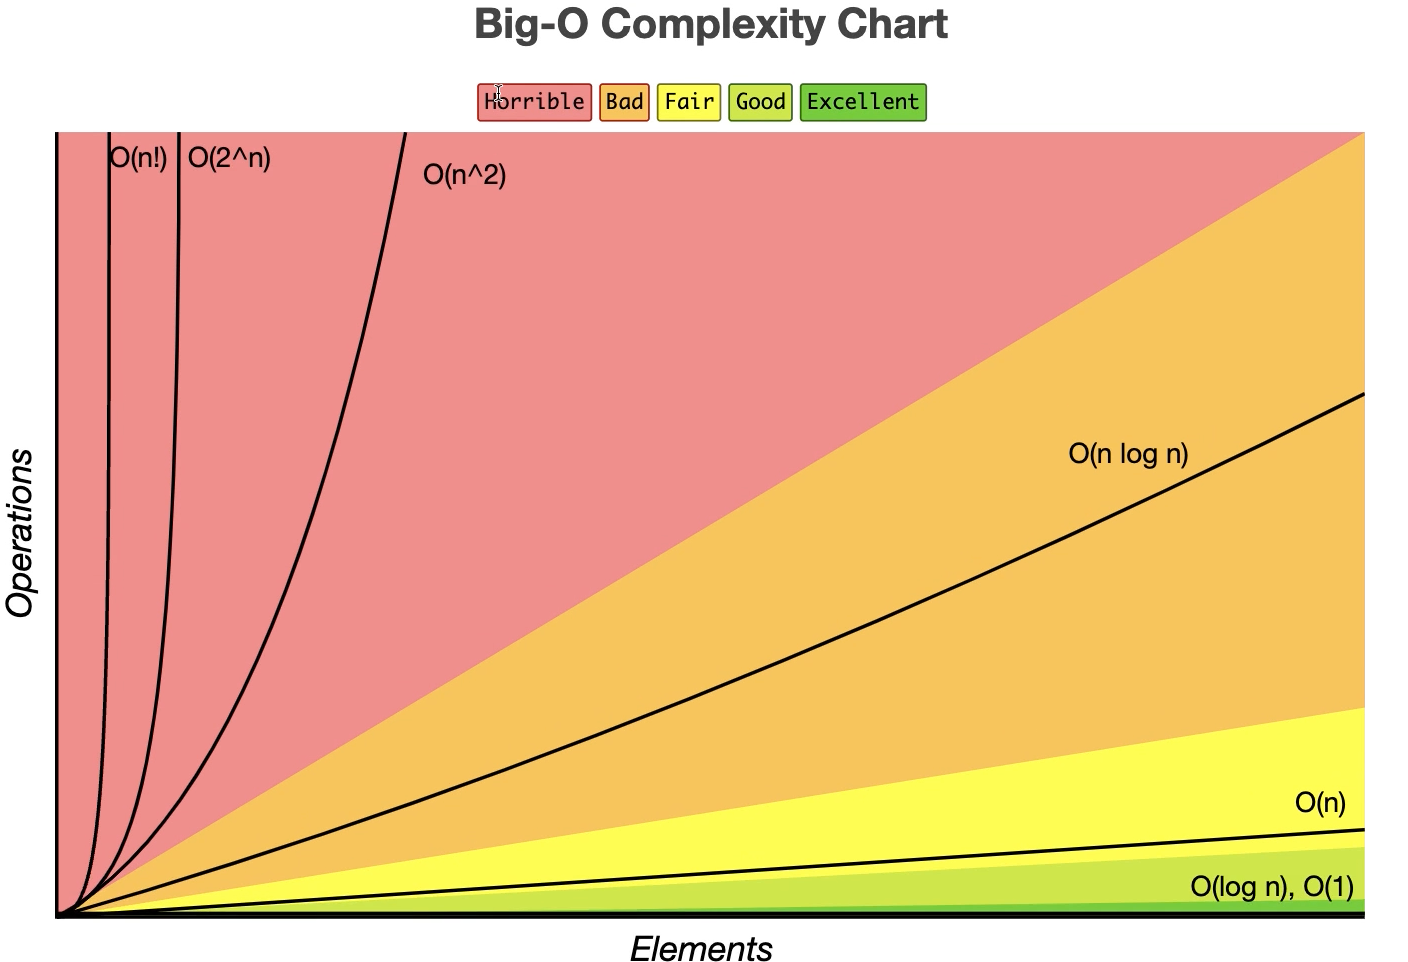 Big-O Complexity Chart
Horrible Bad Fair Good Excellent
O(n!) O(2^n)
O(n^2)
O(n log n)
O(n)
O(log n), O(1)
Operations
Elements